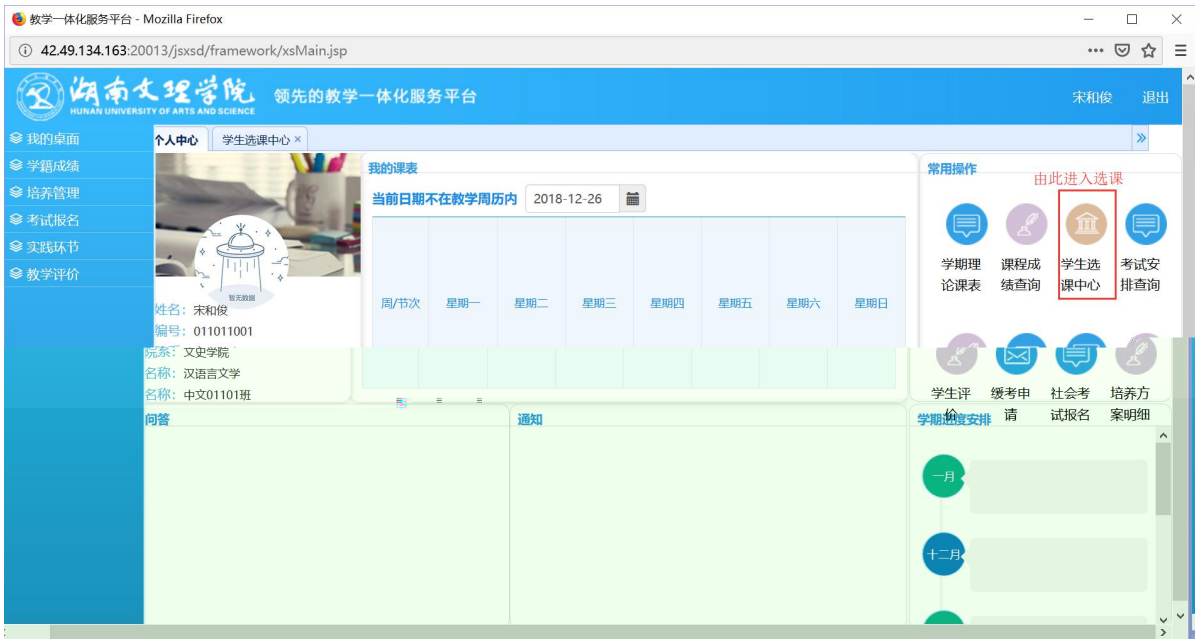 教学一体化服务平台 - Mozilla Firefox
42.49.134.163:20013/jsxsd/framework/xsMain.jsp
湖南文理学院
HUNAN UNIVERSITY OF ARTS AND SCIENCE
领先的教学一体化服务平台
宋和俊 退出
我的桌面
学籍成绩
培养管理
考试报名
实践环节
教学评价
个人中心 学生选课中心 ×
暂无数据
姓名：宋和俊
编号：011011001
院系：文史学院
名称：汉语言文学
名称：中文01101班
我的课表
当前日期不在教学周历内 2018-12-26
周/节次 星期一 星期二 星期三 星期四 星期五 星期六 星期日
常用操作
由此进入选课
学期理
论课表
课程成
绩查询
学生选
课中心
考试安
排查询
学生评
价
缓考申
请
社会考
试报名
培养方
案明细
问答
通知
学期进度安排
一月
十二月